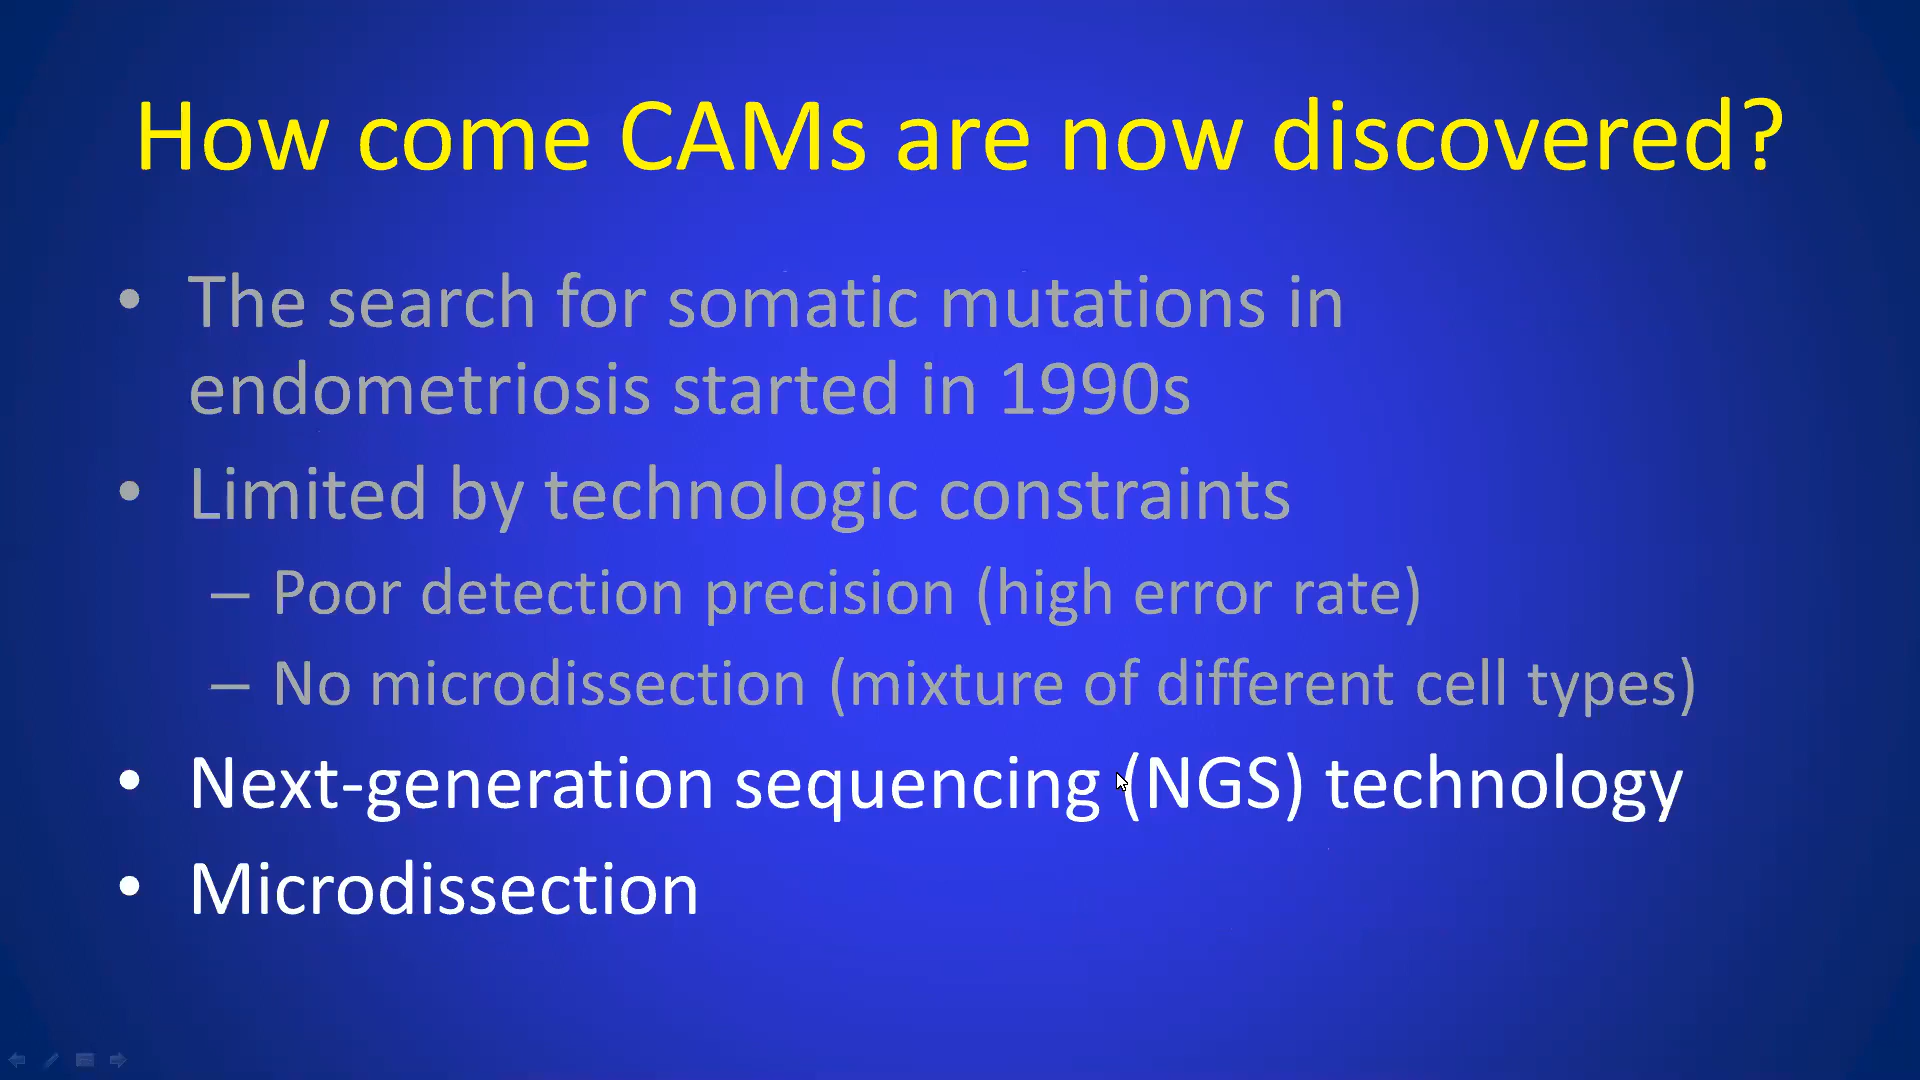 How come CAMs are now discovered?
• The search for somatic mutations in
endometriosis started in 1990s
• Limited by technologic constraints
– Poor detection precision (high error rate)
– No microdissection (mixture of different cell types)
• Next-generation sequencing (NGS) technology
• Microdissection